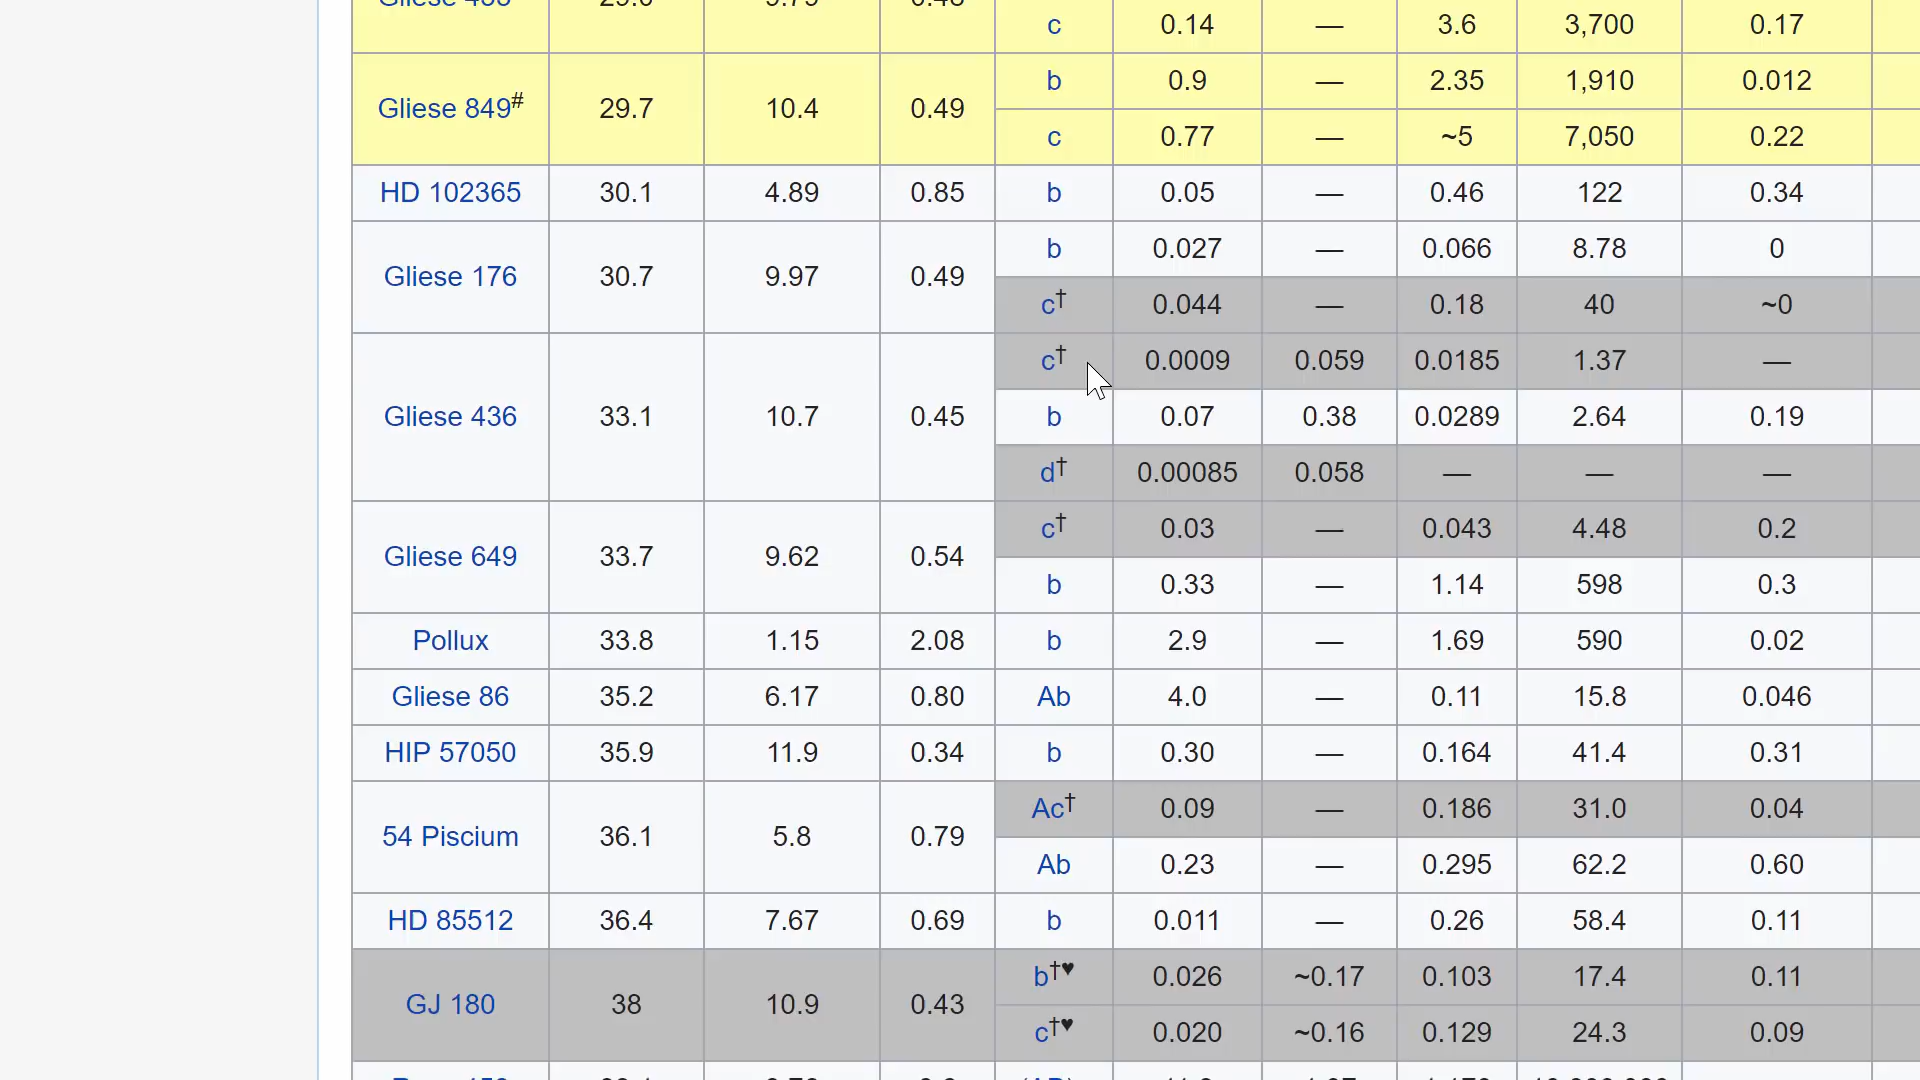 c 0.14 — 3.6 3,700 0.17
Gliese 849# 29.7 10.4 0.49 b 0.9 — 2.35 1,910 0.012
c 0.77 — ~5 7,050 0.22
HD 102365 30.1 4.89 0.85 b 0.05 — 0.46 122 0.34
Gliese 176 30.7 9.97 0.49 b 0.027 — 0.066 8.78 0
c† 0.044 — 0.18 40 ~0
Gliese 436 33.1 10.7 0.45 c† 0.0009 0.059 0.0185 1.37 —
b 0.07 0.38 0.0289 2.64 0.19
d† 0.00085 0.058 — — —
Gliese 649 33.7 9.62 0.54 c† 0.03 — 0.043 4.48 0.2
b 0.33 — 1.14 598 0.3
Pollux 33.8 1.15 2.08 b 2.9 — 1.69 590 0.02
Gliese 86 35.2 6.17 0.80 Ab 4.0 — 0.11 15.8 0.046
HIP 57050 35.9 11.9 0.34 b 0.30 — 0.164 41.4 0.31
54 Piscium 36.1 5.8 0.79 Ac† 0.09 — 0.186 31.0 0.04
Ab 0.23 — 0.295 62.2 0.60
HD 85512 36.4 7.67 0.69 b 0.011 — 0.26 58.4 0.11
GJ 180 38 10.9 0.43 b†♥ 0.026 ~0.17 0.103 17.4 0.11
c†♥ 0.020 ~0.16 0.129 24.3 0.09